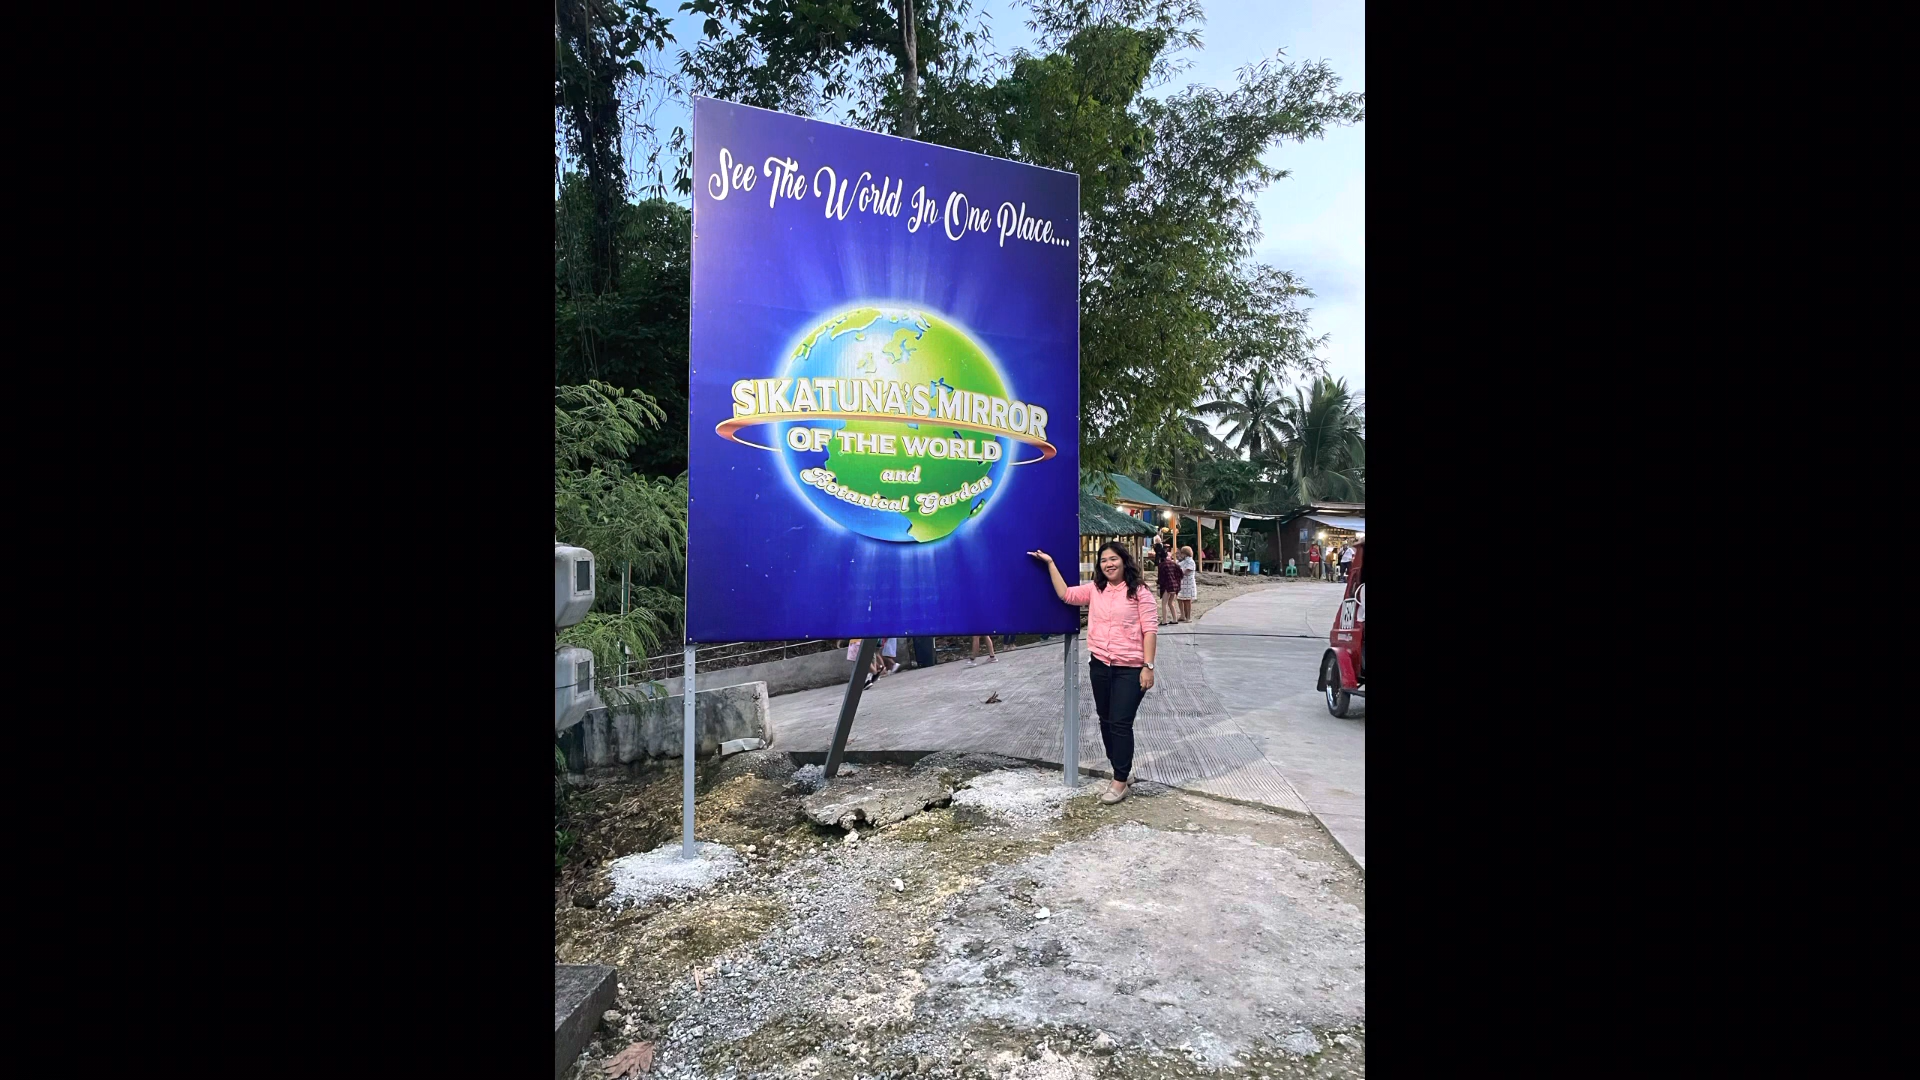 See The World In One Place....
SIKATUNA'S MIRROR
OF THE WORLD
and
Botanical Garden